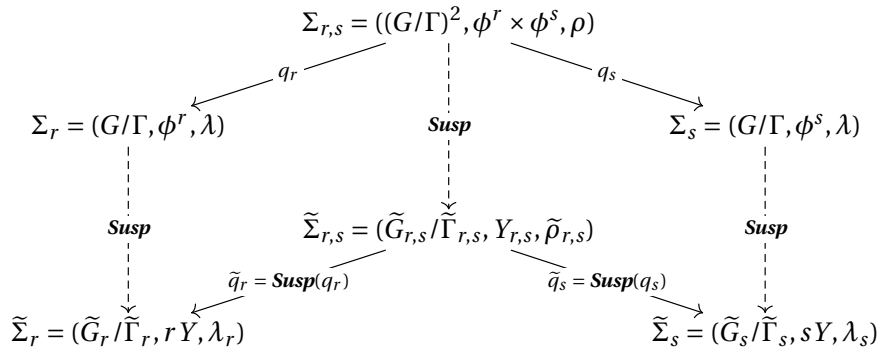 Σ_{r,s} = ((G/Γ)^2, ϕ^r × ϕ^s, ρ)
q_r q_s
Σ_r = (G/Γ, ϕ^r, λ) Susp Σ_s = (G/Γ, ϕ^s, λ)
Susp Σ̃_{r,s} = (G̃_{r,s}/Γ̃_{r,s}, Y_{r,s}, ρ̃_{r,s}) Susp
q̃_r = Susp(q_r) q̃_s = Susp(q_s)
Σ̃_r = (G̃_r/Γ̃_r, rY, λ_r) Σ̃_s = (G̃_s/Γ̃_s, sY, λ_s)